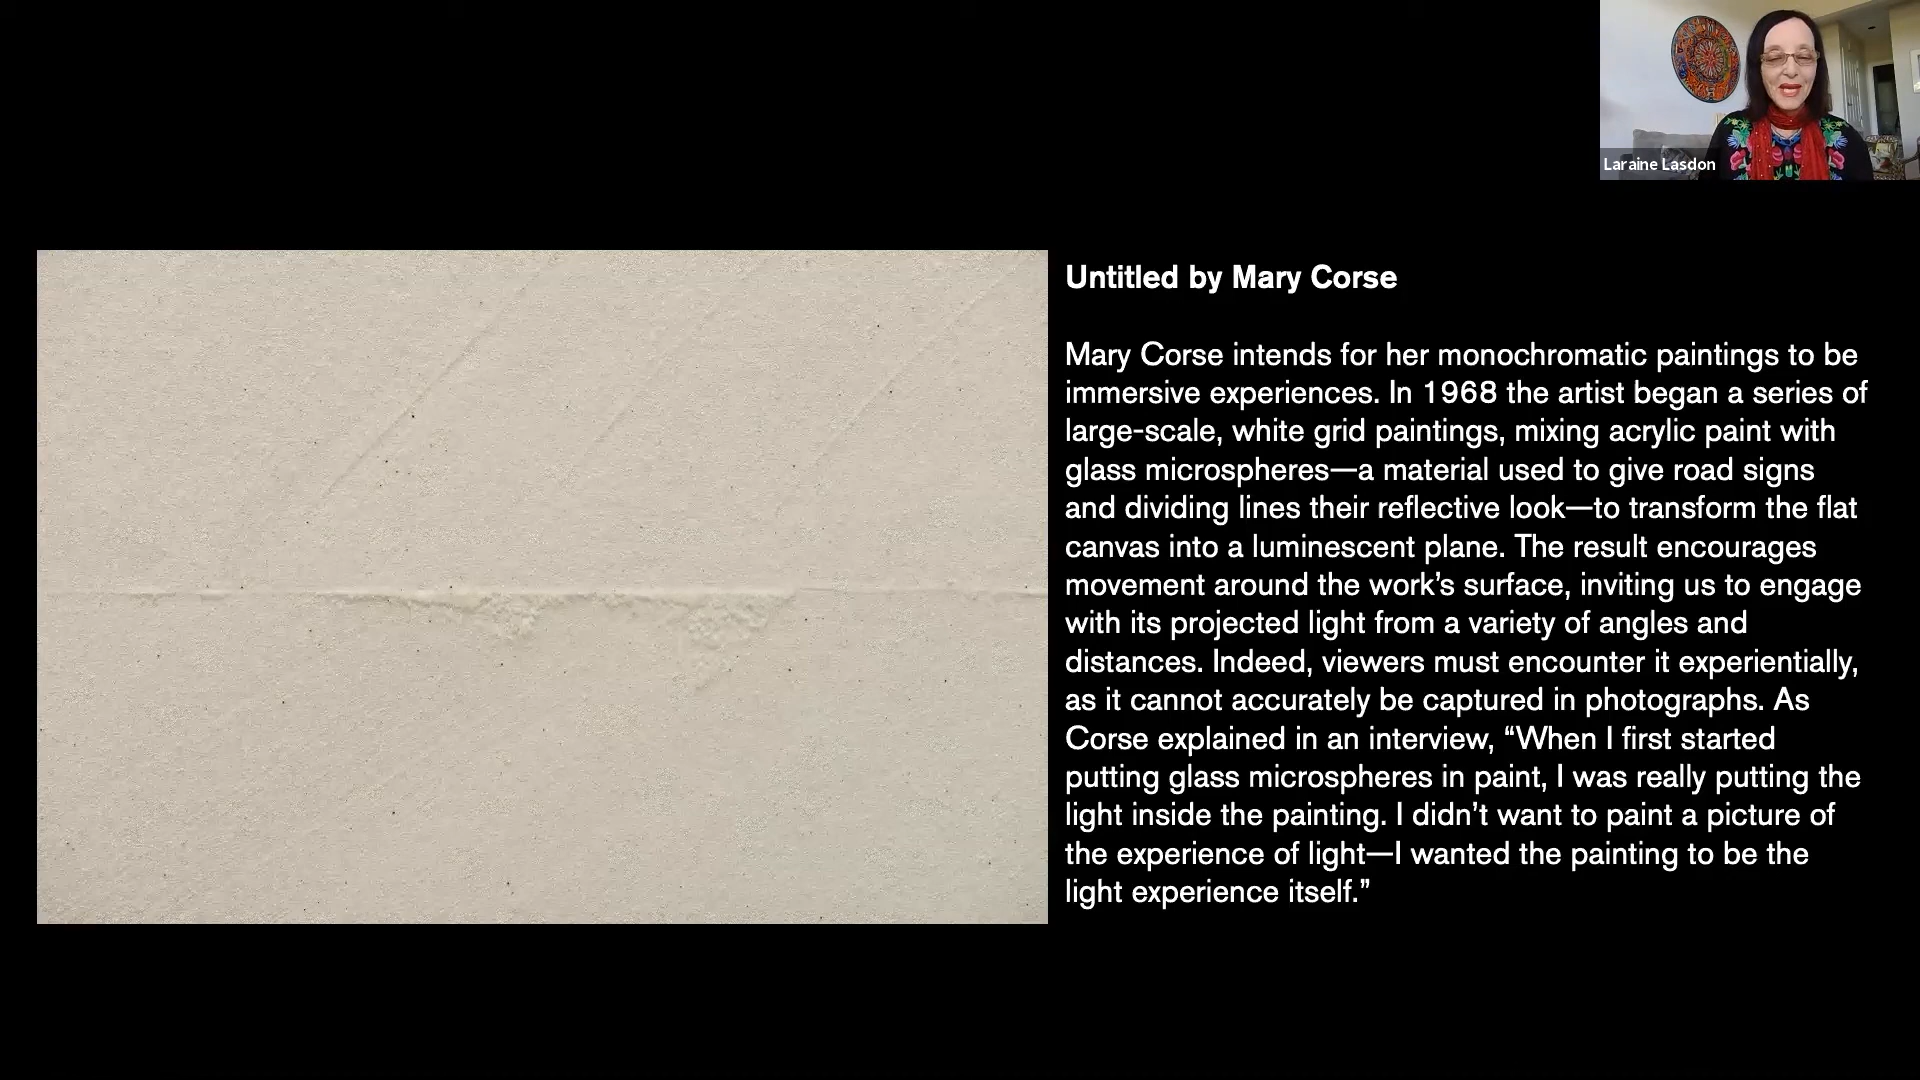 Laraine Lasdon
Untitled by Mary Corse
Mary Corse intends for her monochromatic paintings to be
immersive experiences. In 1968 the artist began a series of
large-scale, white grid paintings, mixing acrylic paint with
glass microspheres—a material used to give road signs
and dividing lines their reflective look—to transform the flat
canvas into a luminescent plane. The result encourages
movement around the work’s surface, inviting us to engage
with its projected light from a variety of angles and
distances. Indeed, viewers must encounter it experientially,
as it cannot accurately be captured in photographs. As
Corse explained in an interview, “When I first started
putting glass microspheres in paint, I was really putting the
light inside the painting. I didn’t want to paint a picture of
the experience of light—I wanted the painting to be the
light experience itself.”